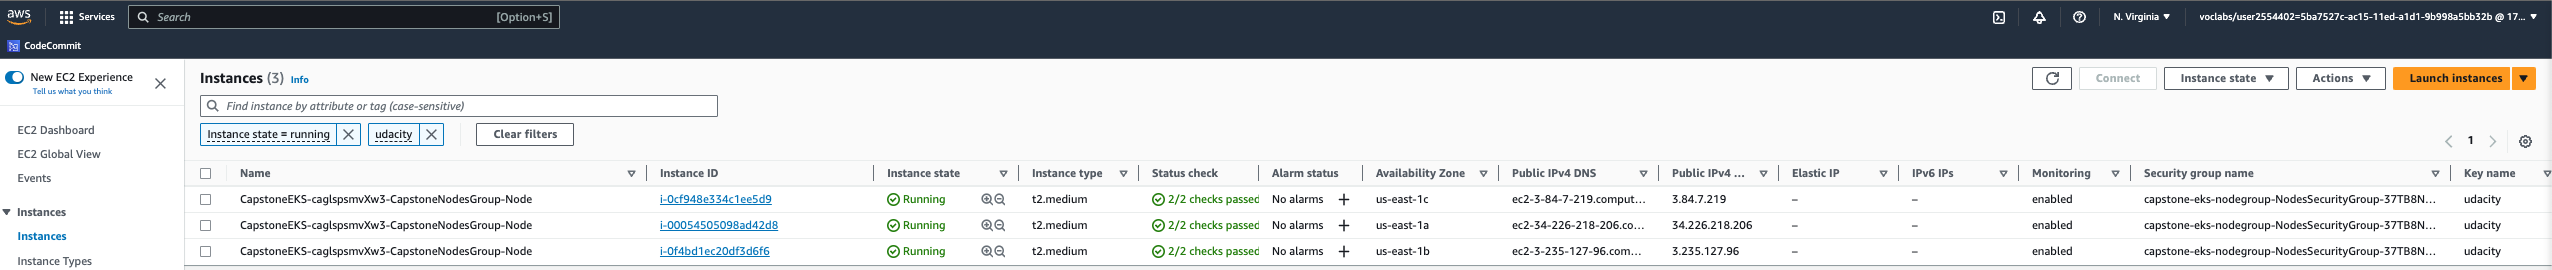 aws Services Search [Option+S] N. Virginia ▼ voclabs/user2554402=5ba7527c-ac15-11ed-a1d1-9b998a5bb32b @ 17... ▼
CodeCommit
New EC2 Experience
Tell us what you think
EC2 Dashboard
EC2 Global View
Events
Instances
Instances
Instance Types
Instances (3) Info
Connect Instance state ▼ Actions ▼ Launch instances ▼
Find instance by attribute or tag (case-sensitive)
Instance state = running udacity Clear filters
1
Name Instance ID Instance state Instance type Status check Alarm status Availability Zone Public IPv4 DNS Public IPv4 ... Elastic IP IPv6 IPs Monitoring Security group name Key name
CapstoneEKS-caglspsmvXw3-CapstoneNodesGroup-Node i-0cf948e334c1ee5d9 Running t2.medium 2/2 checks passed No alarms + us-east-1c ec2-3-84-7-219.comput... 3.84.7.219 – – enabled capstone-eks-nodegroup-NodesSecurityGroup-37TB8N... udacity
CapstoneEKS-caglspsmvXw3-CapstoneNodesGroup-Node i-00054505098ad42d8 Running t2.medium 2/2 checks passed No alarms + us-east-1a ec2-34-226-218-206.co... 34.226.218.206 – – enabled capstone-eks-nodegroup-NodesSecurityGroup-37TB8N... udacity
CapstoneEKS-caglspsmvXw3-CapstoneNodesGroup-Node i-0f4bd1ec20df3d6f6 Running t2.medium 2/2 checks passed No alarms + us-east-1b ec2-3-235-127-96.com... 3.235.127.96 – – enabled capstone-eks-nodegroup-NodesSecurityGroup-37TB8N... udacity